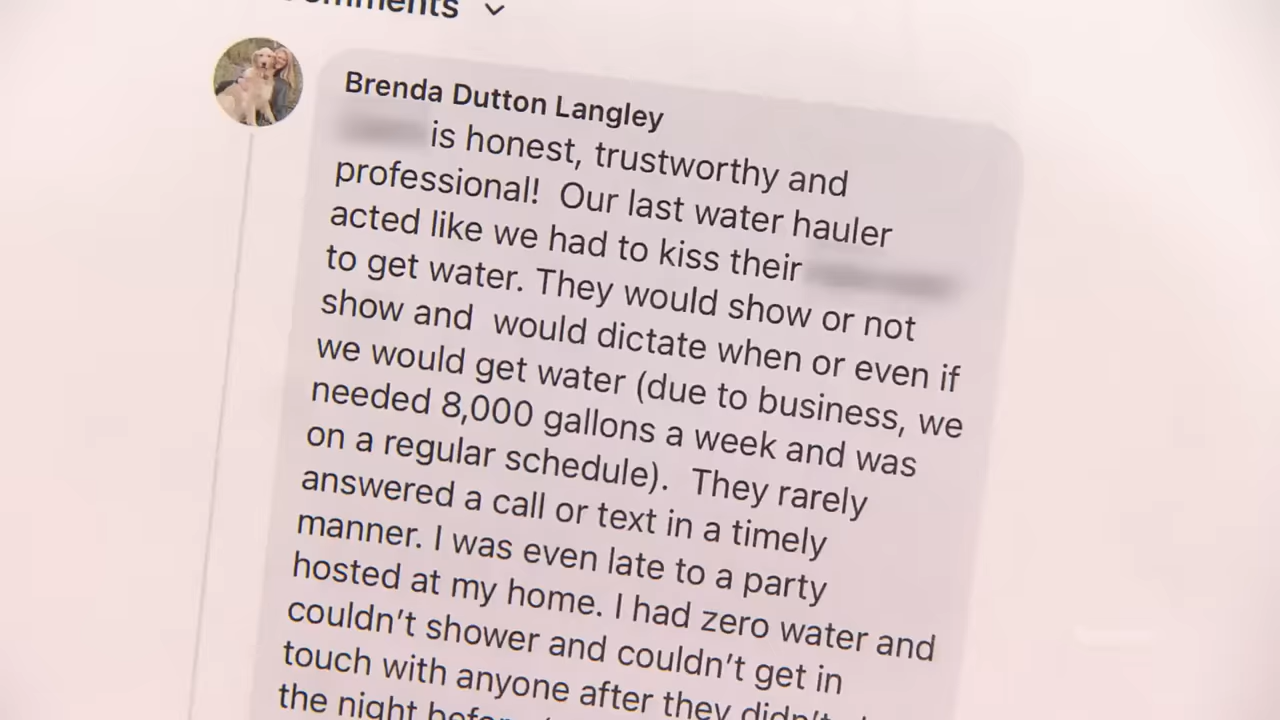 Comments
Brenda Dutton Langley
is honest, trustworthy and
professional!  Our last water hauler
acted like we had to kiss their
to get water. They would show or not
show and  would dictate when or even if
we would get water (due to business, we
needed 8,000 gallons a week and was
on a regular schedule).  They rarely
answered a call or text in a timely
manner. I was even late to a party
hosted at my home. I had zero water and
couldn't shower and couldn't get in
touch with anyone after they didn't
the night before